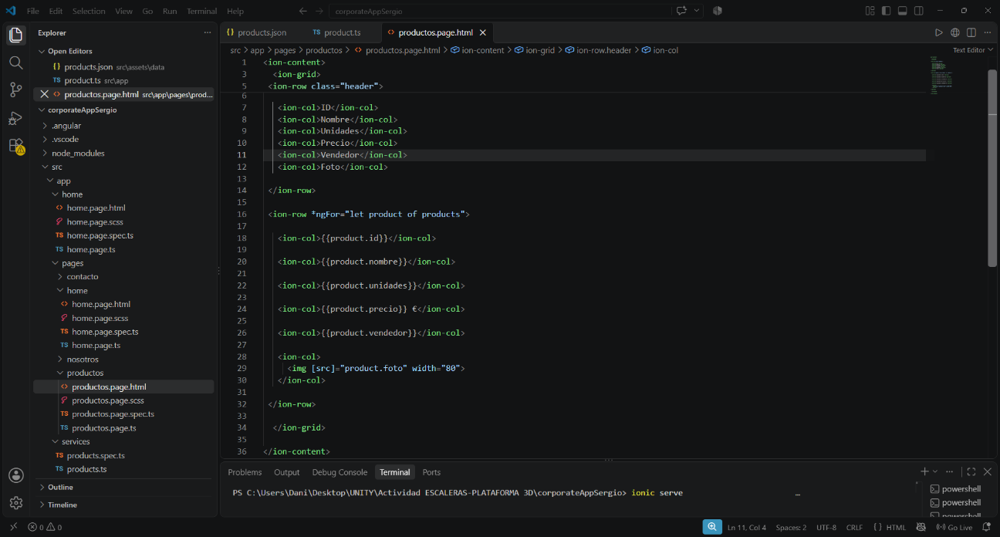 File Edit Selection View Go Run Terminal Help
corporateAppSergio
Explorer
Open Editors
{} products.json src\assets\data
TS product.ts src\app
<> productos.page.html src\app\pages\prod...
corporateAppSergio
.angular
.vscode
node_modules
src
app
home
<> home.page.html
home.page.scss
TS home.page.spec.ts
TS home.page.ts
pages
contacto
home
<> home.page.html
home.page.scss
TS home.page.spec.ts
TS home.page.ts
nosotros
productos
<> productos.page.html
productos.page.scss
TS productos.page.spec.ts
TS productos.page.ts
services
TS products.spec.ts
TS products.ts
Outline
Timeline
{} products.json TS product.ts <> productos.page.html
src > app > pages > productos > <> productos.page.html > ion-content > ion-grid > ion-row.header > ion-col
Text Editor
1 <ion-content>
3 <ion-grid>
5 <ion-row class="header">
6
7 <ion-col>ID</ion-col>
8 <ion-col>Nombre</ion-col>
9 <ion-col>Unidades</ion-col>
10 <ion-col>Precio</ion-col>
11 <ion-col>Vendedor</ion-col>
12 <ion-col>Foto</ion-col>
13
14 </ion-row>
15
16 <ion-row *ngFor="let product of products">
17
18 <ion-col>{{product.id}}</ion-col>
19
20 <ion-col>{{product.nombre}}</ion-col>
21
22 <ion-col>{{product.unidades}}</ion-col>
23
24 <ion-col>{{product.precio}} €</ion-col>
25
26 <ion-col>{{product.vendedor}}</ion-col>
27
28 <ion-col>
29 <img [src]="product.foto" width="80">
30 </ion-col>
31
32 </ion-row>
33
34 </ion-grid>
35
36 </ion-content>
Problems Output Debug Console Terminal Ports
PS C:\Users\Dani\Desktop\UNITY\Actividad ESCALERAS-PLATAFORMA 3D\corporateAppSergio> ionic serve
powershell
powershell
powershell
0 0
Ln 11, Col 4 Spaces: 2 UTF-8 CRLF {} HTML Go Live